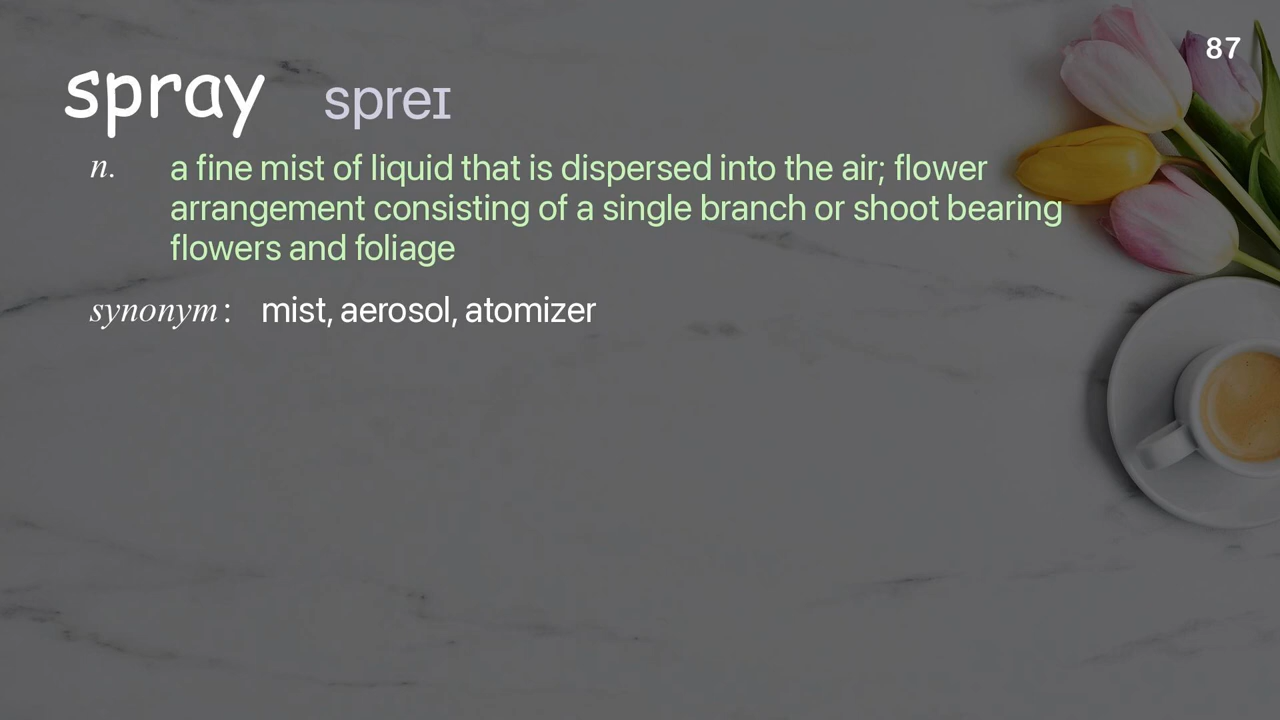 87
spray spreɪ
n. a fine mist of liquid that is dispersed into the air; flower
arrangement consisting of a single branch or shoot bearing
flowers and foliage
synonym: mist, aerosol, atomizer